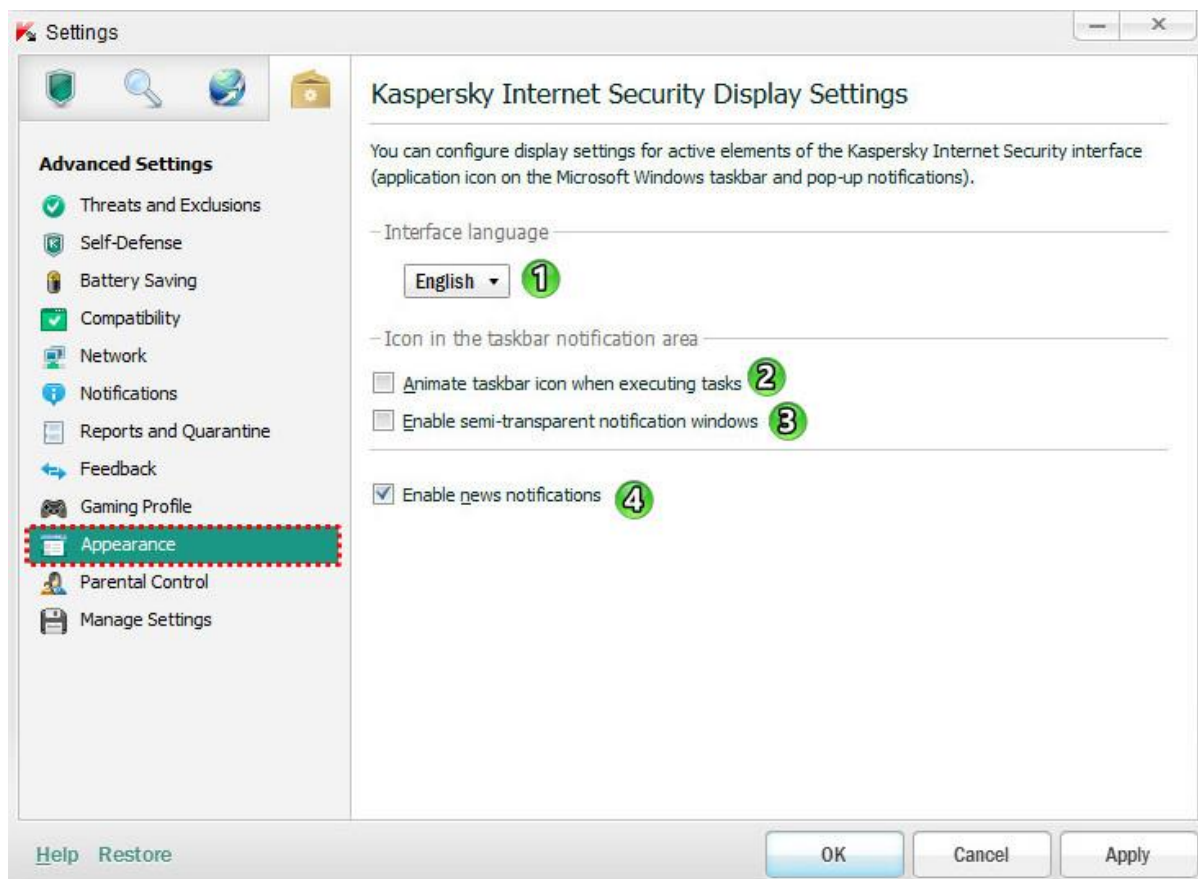 Settings
Kaspersky Internet Security Display Settings
You can configure display settings for active elements of the Kaspersky Internet Security interface
(application icon on the Microsoft Windows taskbar and pop-up notifications).
Advanced Settings
Threats and Exclusions
Self-Defense
Battery Saving
Compatibility
Network
Notifications
Reports and Quarantine
Feedback
Gaming Profile
Appearance
Parental Control
Manage Settings
Interface language
English 1
Icon in the taskbar notification area
Animate taskbar icon when executing tasks 2
Enable semi-transparent notification windows 3
Enable news notifications 4
Help Restore
OK Cancel Apply